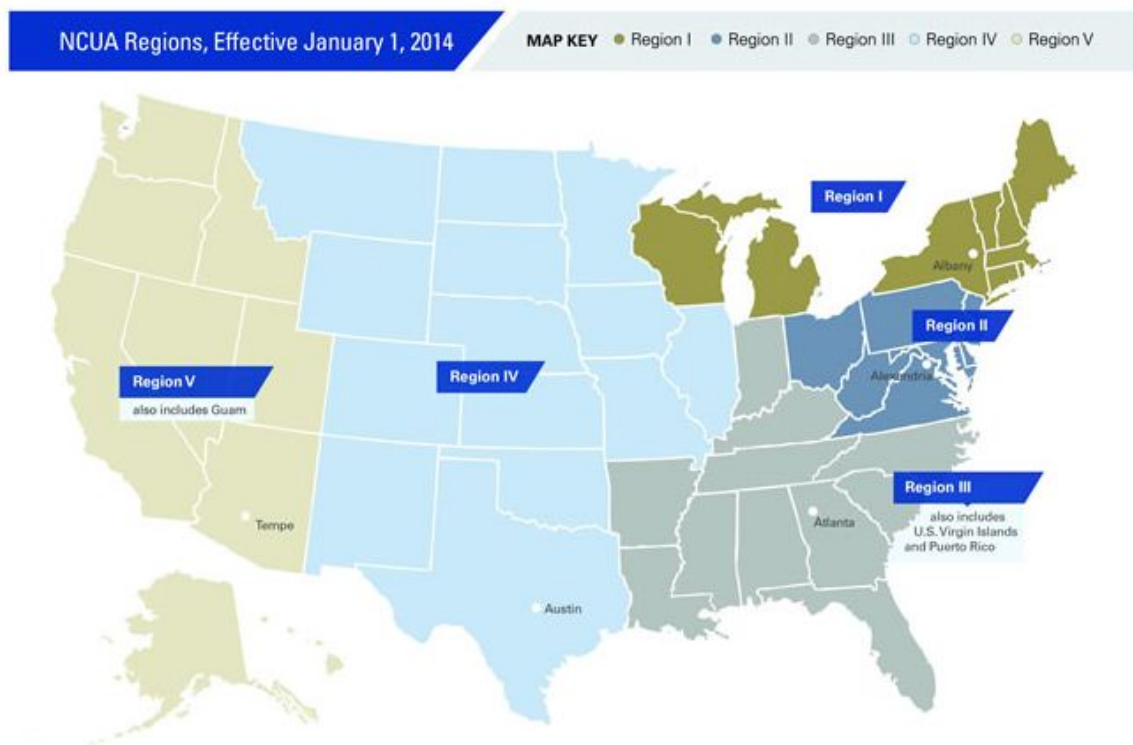 NCUA Regions, Effective January 1, 2014
MAP KEY Region I Region II Region III Region IV Region V
Region I
Albany
Region II
Alexandria
Region V
also includes Guam
Region IV
Region III
also includes
U.S. Virgin Islands
and Puerto Rico
Tempe
Atlanta
Austin